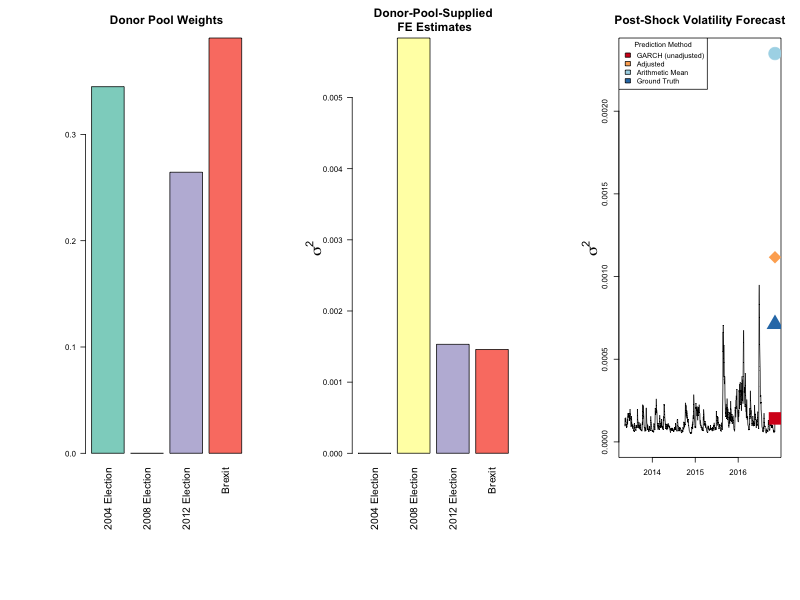 Donor Pool Weights
0.3
0.2
0.1
0.0
2004 Election
2008 Election
2012 Election
Brexit
Donor-Pool-Supplied
FE Estimates
σ²
0.005
0.004
0.003
0.002
0.001
0.000
2004 Election
2008 Election
2012 Election
Brexit
Post-Shock Volatility Forecast
Prediction Method
GARCH (unadjusted)
Adjusted
Arithmetic Mean
Ground Truth
σ²
0.0020
0.0015
0.0010
0.0005
0.0000
2014
2015
2016